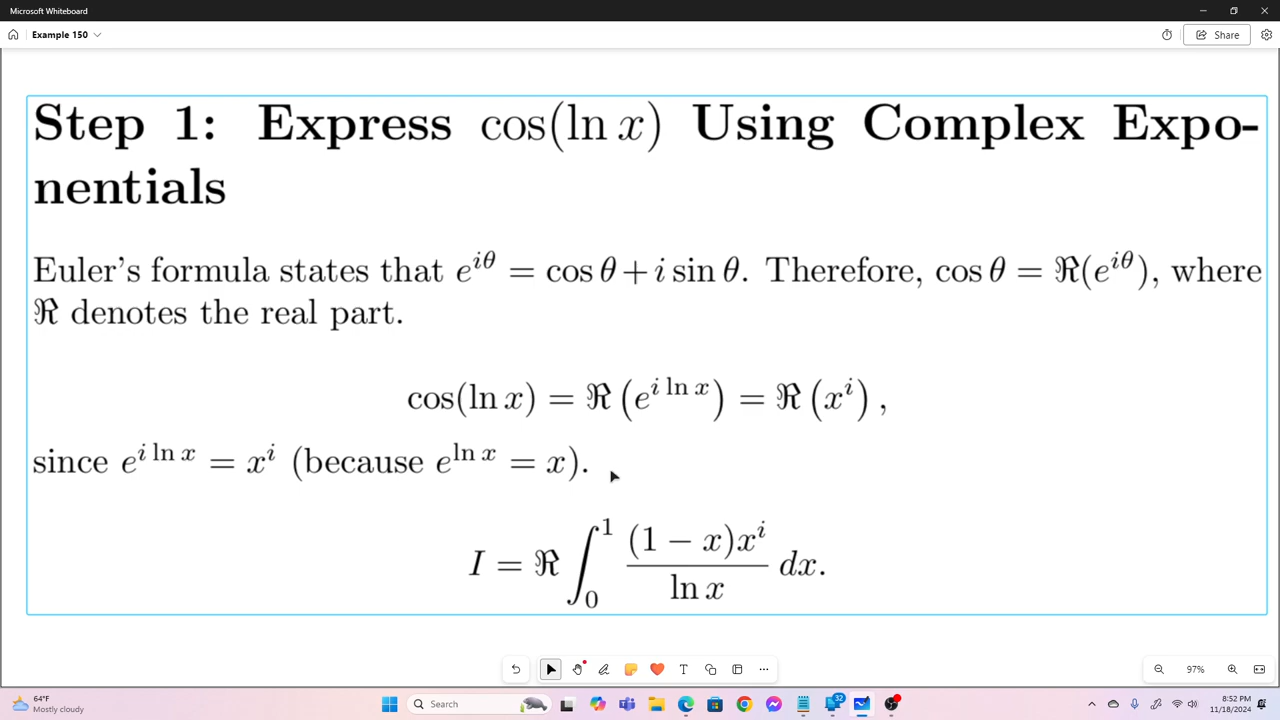 Microsoft Whiteboard
Example 150
Share
Step 1: Express cos(ln x) Using Complex Expo-
nentials
Euler's formula states that e^{iθ} = cos θ + i sin θ. Therefore, cos θ = ℜ(e^{iθ}), where
ℜ denotes the real part.
cos(ln x) = ℜ (e^{i ln x}) = ℜ (x^i) ,
since e^{i ln x} = x^i (because e^{ln x} = x).
I = ℜ ∫_0^1 \frac{(1 − x)x^i}{ln x} dx.
T
97%
64°F
Mostly cloudy
Search
32
8:52 PM
11/18/2024